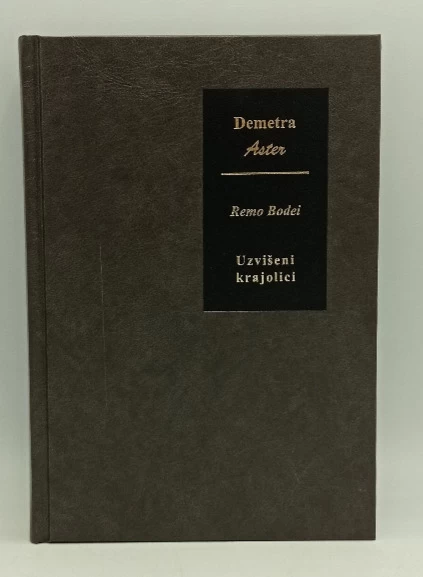 Demetra
Aster
Remo Bodei
Uzvišeni
krajolici